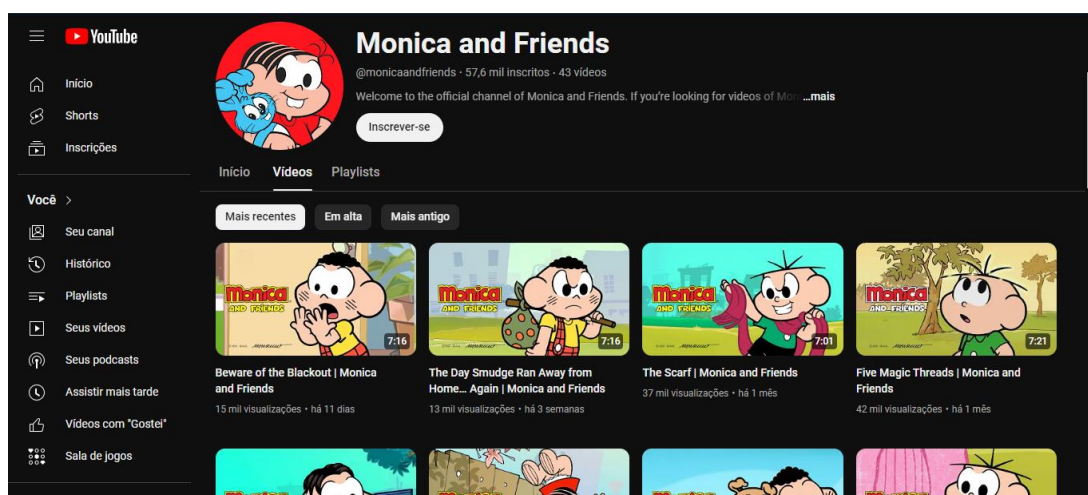 YouTube
Início
Shorts
Inscrições
Você >
Seu canal
Histórico
Playlists
Seus vídeos
Seus podcasts
Assistir mais tarde
Vídeos com "Gostei"
Sala de jogos
Monica and Friends
@monicaandfriends • 57,6 mil inscritos • 43 vídeos
Welcome to the official channel of Monica and Friends. If you're looking for videos of Mon ...mais
Inscrever-se
Início Vídeos Playlists
Mais recentes Em alta Mais antigo
Monica
AND FRIENDS
7:16
Beware of the Blackout | Monica
and Friends
15 mil visualizações • há 11 dias
Monica
AND FRIENDS
7:16
The Day Smudge Ran Away from
Home... Again | Monica and Friends
13 mil visualizações • há 3 semanas
Monica
AND FRIENDS
7:01
The Scarf | Monica and Friends
37 mil visualizações • há 1 mês
Monica
AND FRIENDS
7:21
Five Magic Threads | Monica and
Friends
42 mil visualizações • há 1 mês